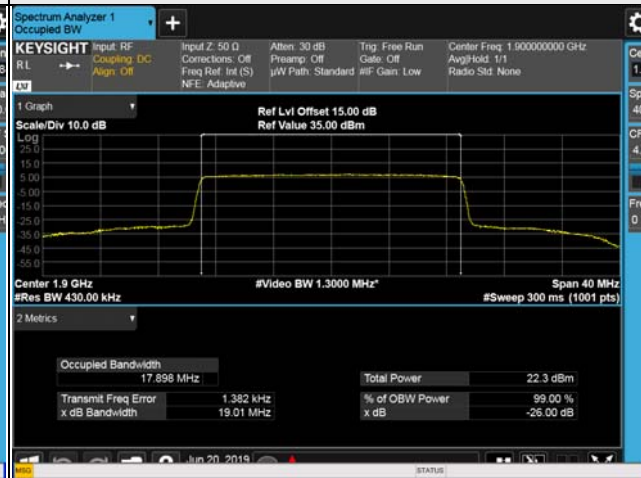 Spectrum Analyzer 1
Occupied BW
+
KEYSIGHT Input: RF Input Z: 50 Ω Atten: 30 dB Trig: Free Run Center Freq: 1.900000000 GHz
RL Coupling: DC Corrections: Off Preamp: Off Gate: Off Avg|Hold: 1/1
Align: Off Freq Ref: Int (S) µW Path: Standard #IF Gain: Low Radio Std: None
LXI NFE: Adaptive
1 Graph Ref Lvl Offset 15.00 dB
Scale/Div 10.0 dB Ref Value 35.00 dBm
Log
25.0
15.0
5.00
-5.00
-15.0
-25.0
-35.0
-45.0
-55.0
Center 1.9 GHz #Video BW 1.3000 MHz* Span 40 MHz
#Res BW 430.00 kHz #Sweep 300 ms (1001 pts)
2 Metrics
Occupied Bandwidth
17.898 MHz Total Power 22.3 dBm
Transmit Freq Error 1.382 kHz % of OBW Power 99.00 %
x dB Bandwidth 19.01 MHz x dB -26.00 dB
Jun 20, 2019
MSG STATUS